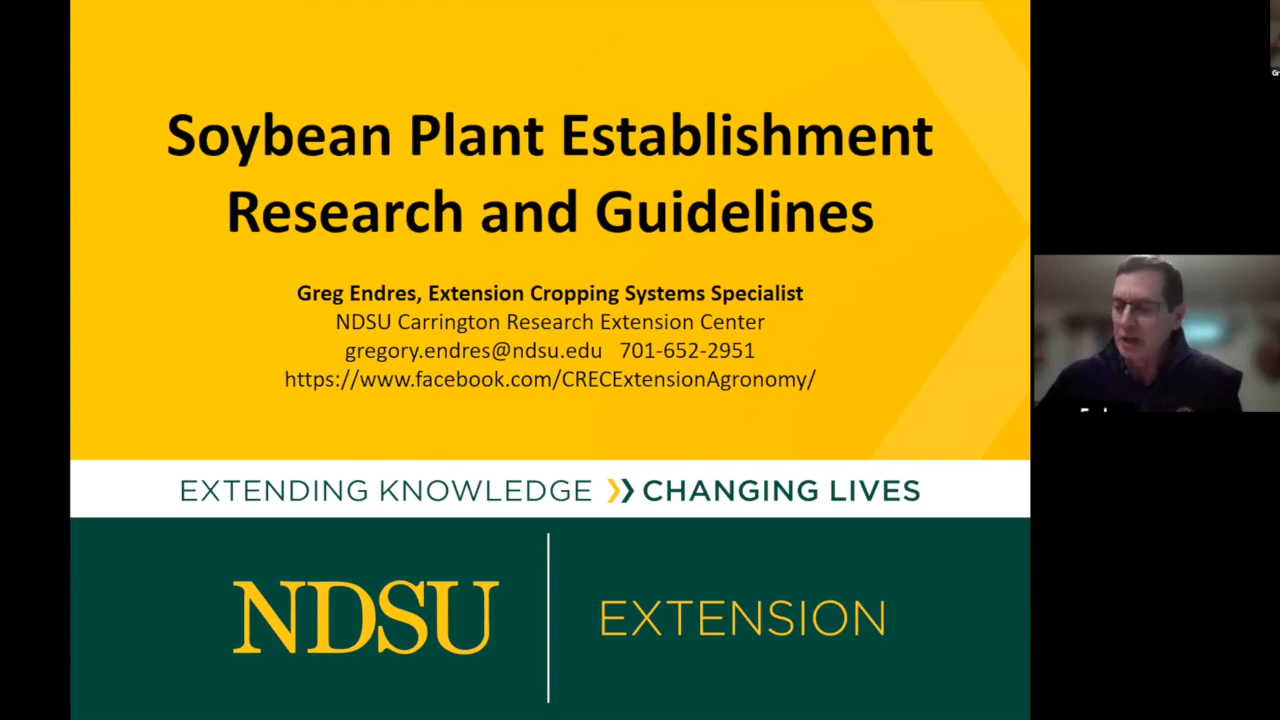 Soybean Plant Establishment
Research and Guidelines
Greg Endres, Extension Cropping Systems Specialist
NDSU Carrington Research Extension Center
gregory.endres@ndsu.edu 701-652-2951
https://www.facebook.com/CRECExtensionAgronomy/
EXTENDING KNOWLEDGE CHANGING LIVES
NDSU
EXTENSION